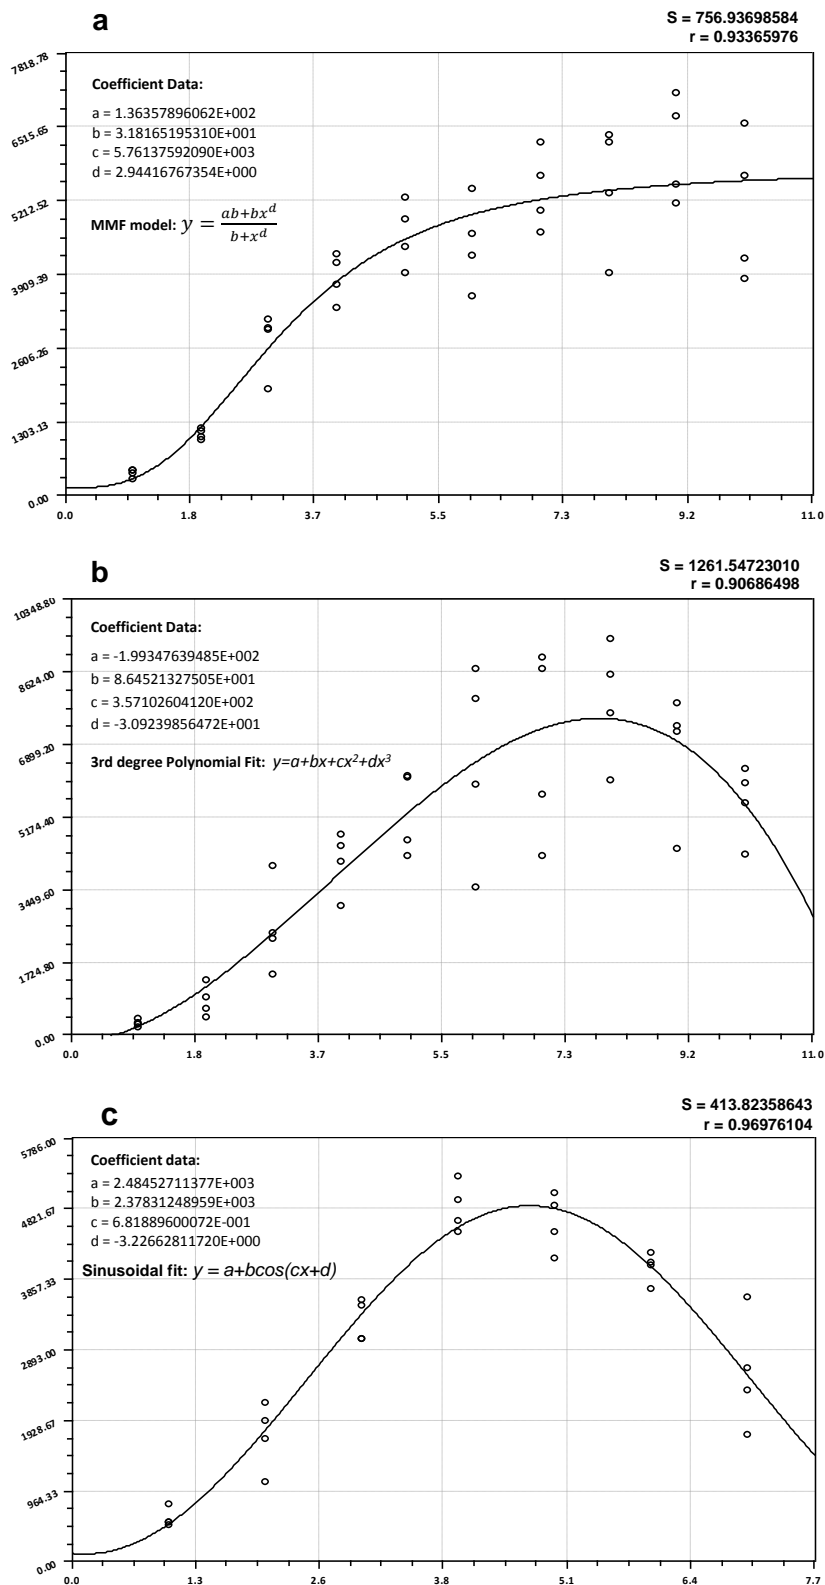 a
S = 756.93698584
r = 0.93365976
7818.78
Coefficient Data:
a = 1.36357896062E+002
b = 3.18165195310E+001
c = 5.76137592090E+003
d = 2.94416767354E+000
6515.65
MMF model: y = (ab+bx^d)/(b+x^d)
5212.52
3909.39
2606.26
1303.13
0.00
0.0 1.8 3.7 5.5 7.3 9.2 11.0
b
S = 1261.54723010
r = 0.90686498
10348.80
Coefficient Data:
a = -1.99347639485E+002
b = 8.64521327505E+001
c = 3.57102604120E+002
d = -3.09239856472E+001
8624.00
3rd degree Polynomial Fit: y=a+bx+cx²+dx³
6899.20
5174.40
3449.60
1724.80
0.00
0.0 1.8 3.7 5.5 7.3 9.2 11.0
c
S = 413.82358643
r = 0.96976104
5786.00
Coefficient data:
a = 2.48452711377E+003
b = 2.37831248959E+003
c = 6.81889600072E-001
d = -3.22662811720E+000
4821.67
Sinusoidal fit: y = a+bcos(cx+d)
3857.33
2893.00
1928.67
964.33
0.00
0.0 1.3 2.6 3.8 5.1 6.4 7.7